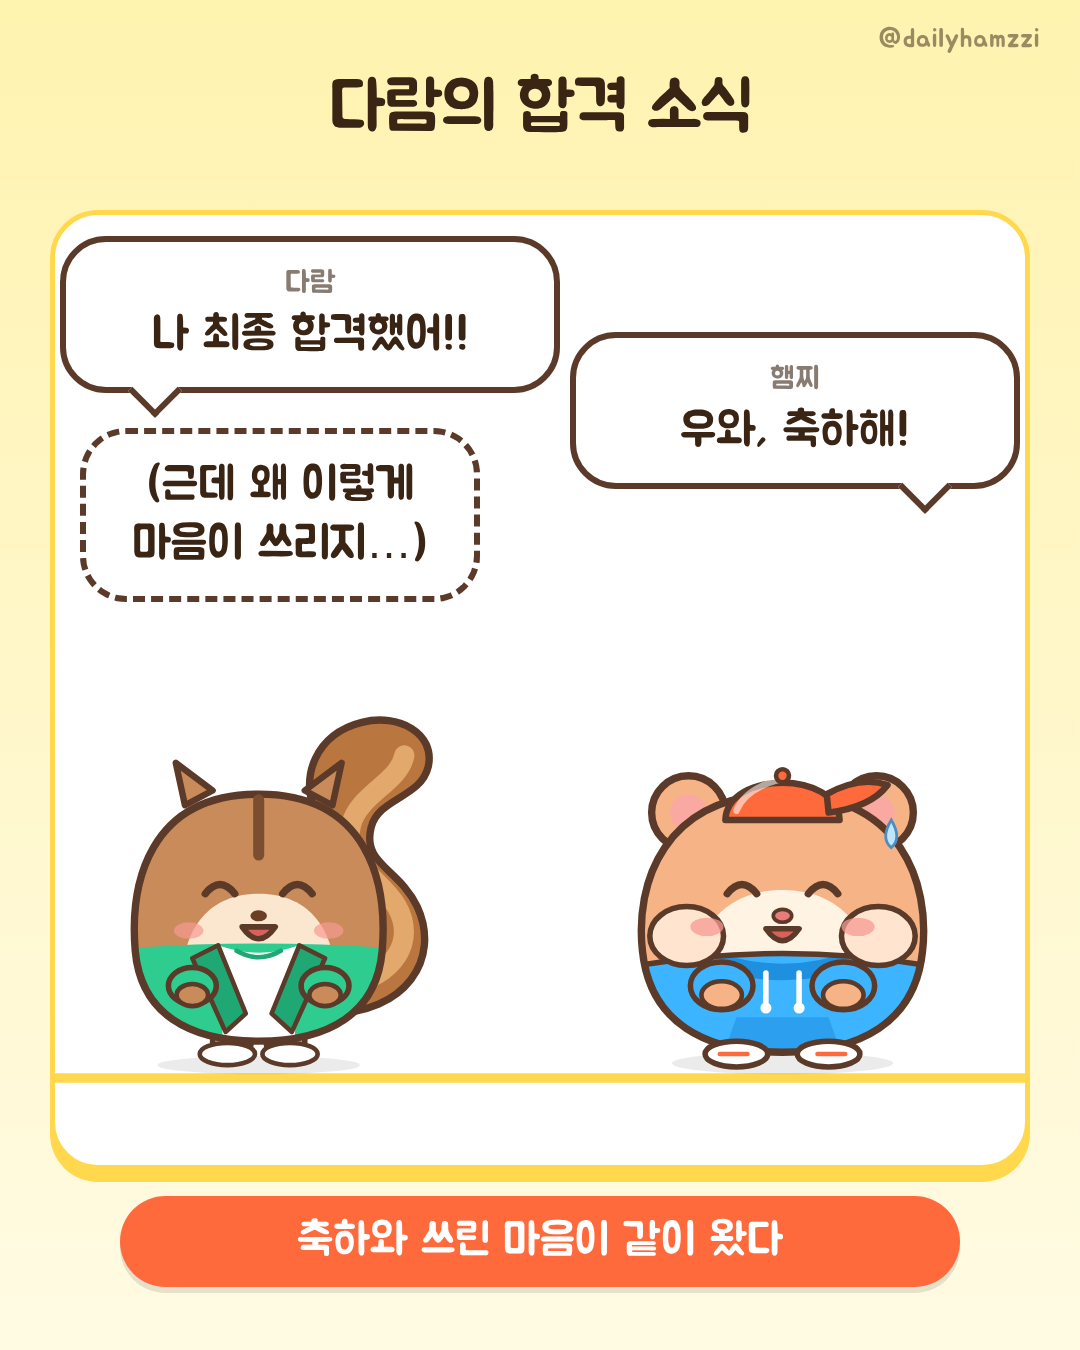 @dailyhamzzi
다람의 합격 소식
다람
나 최종 합격했어!!
햄찌
우와, 축하해!
(근데 왜 이렇게
마음이 쓰리지...)
축하와 쓰린 마음이 같이 왔다